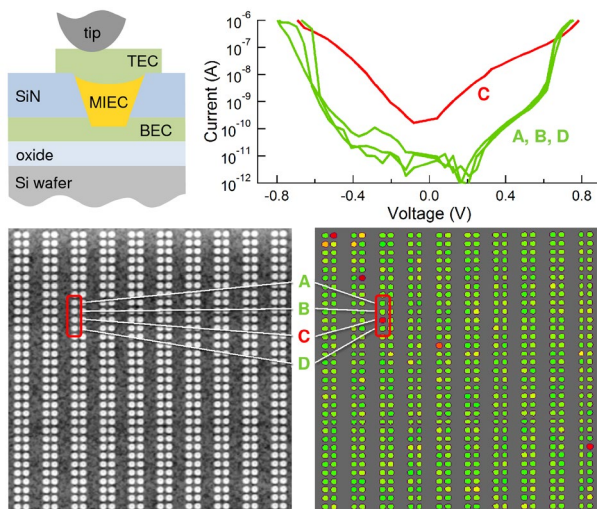 tip
TEC
SiN
MIEC
BEC
oxide
Si wafer
Current (A)
10-6
10-7
10-8
10-9
10-10
10-11
10-12
C
A, B, D
-0.8
-0.4
0.0
0.4
0.8
Voltage (V)
A
B
C
D